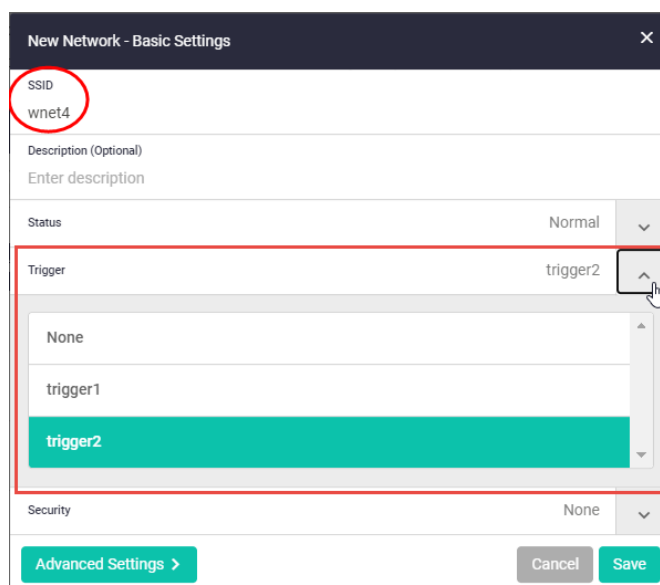 New Network - Basic Settings
SSID
wnet4
Description (Optional)
Enter description
Status Normal
Trigger trigger2
None
trigger1
trigger2
Security None
Advanced Settings
Cancel Save